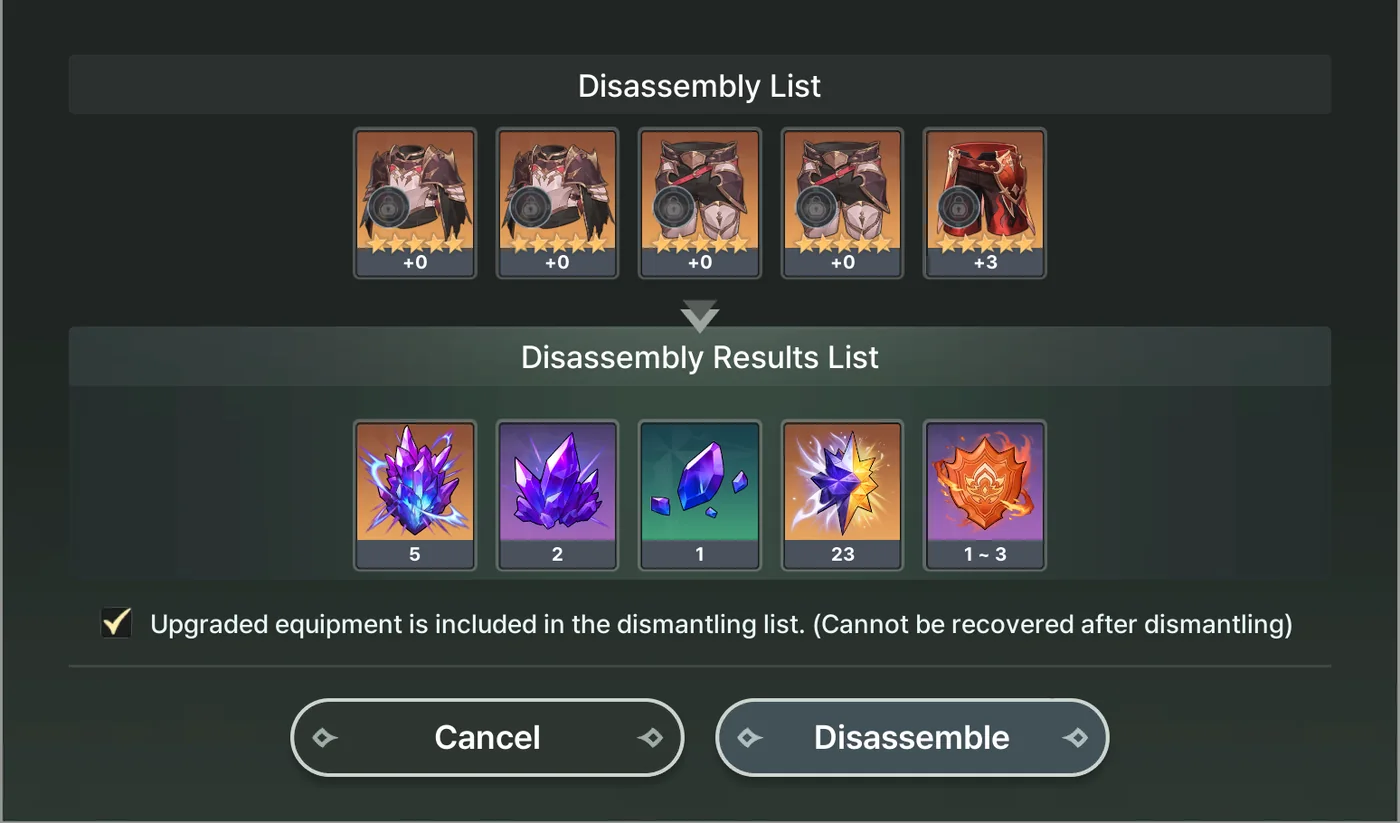 Disassembly List
+0
+0
+0
+0
+3
Disassembly Results List
5
2
1
23
1 ~ 3
Upgraded equipment is included in the dismantling list. (Cannot be recovered after dismantling)
Cancel
Disassemble